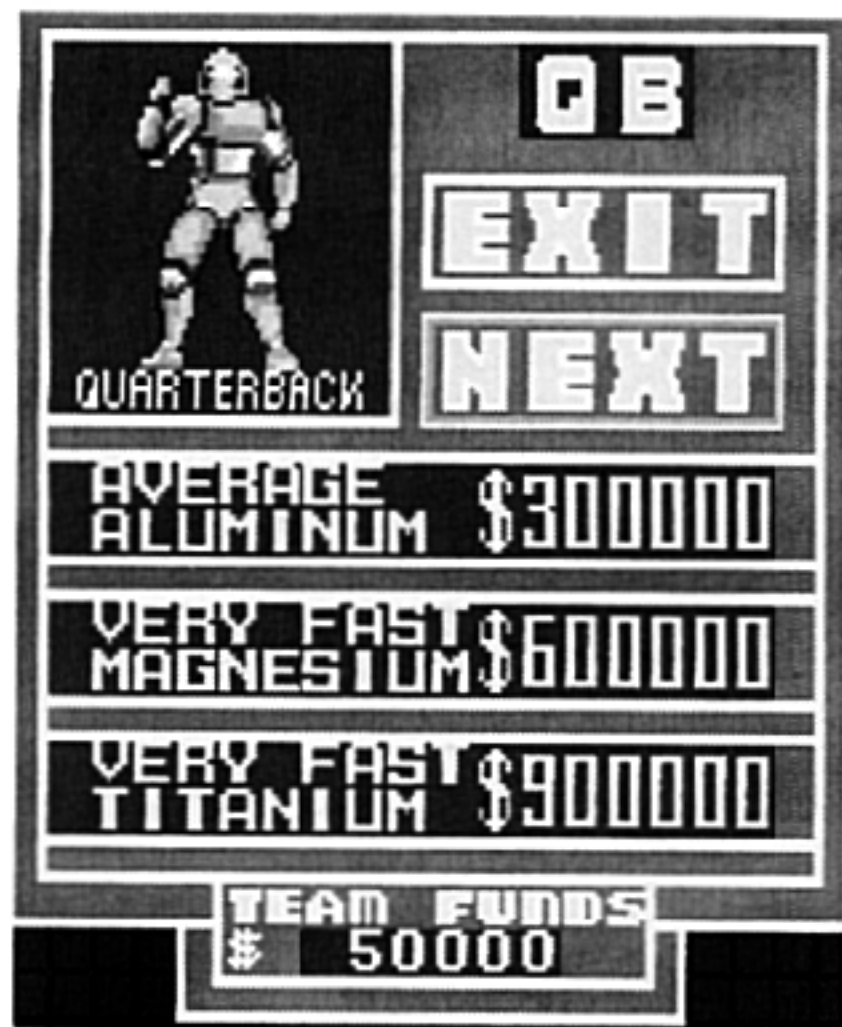 QB
EXIT
NEXT
QUARTERBACK
AVERAGE
ALUMINUM $300000
VERY FAST
MAGNESIUM $600000
VERY FAST
TITANIUM $900000
TEAM FUNDS
$ 50000